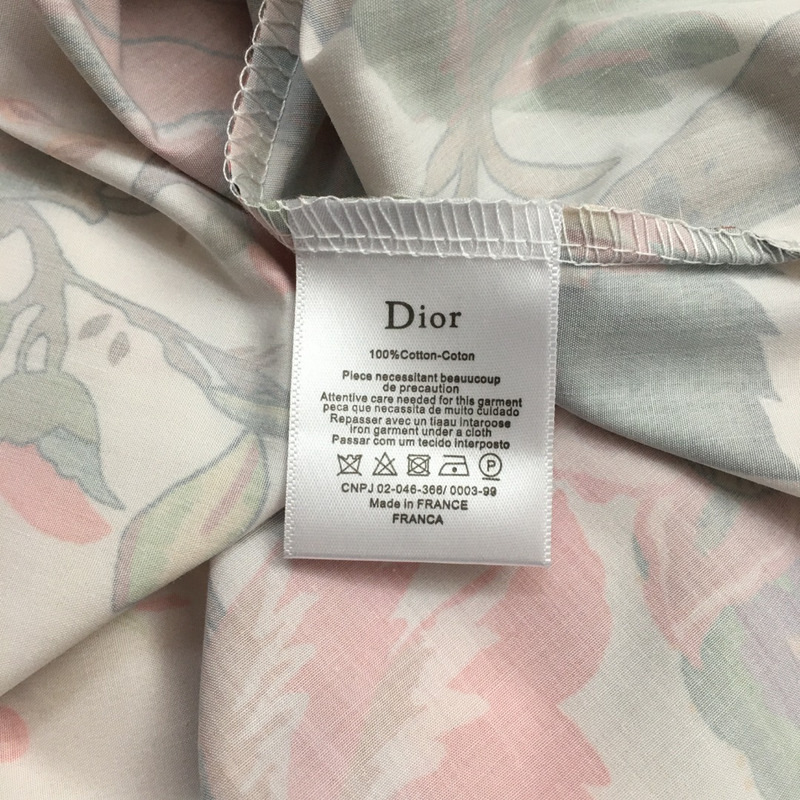 Dior
100%Cotton-Coton
Piece necessitant beauucoup
de precaution
Attentive care needed for this garment
peca que necassita de muito cuidado
Repasser avec un tiaau intaroose
Iron garment under a cloth
Passar com um tecido interposto
P
CNPJ 02-046-366/ 0003-99
Made in FRANCE
FRANCA